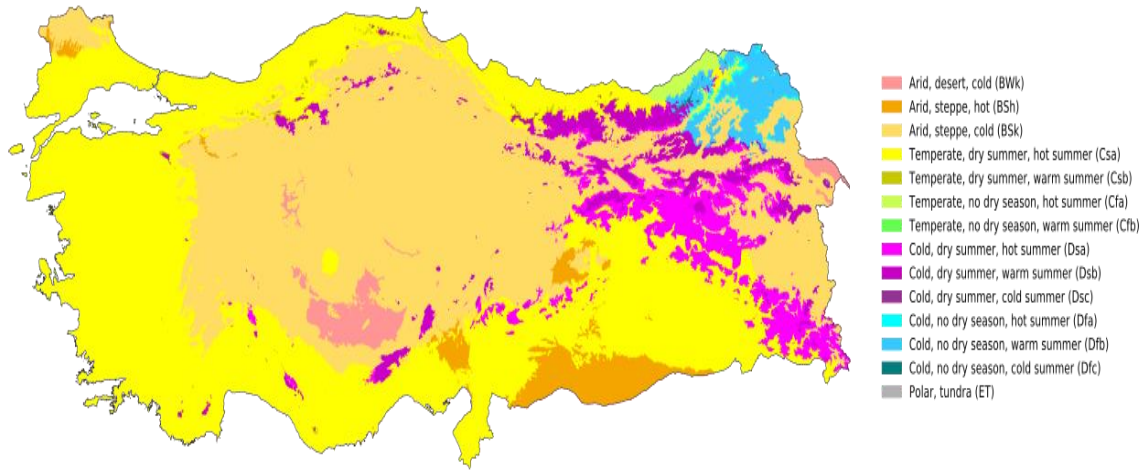 Arid, desert, cold (BWk)
Arid, steppe, hot (BSh)
Arid, steppe, cold (BSk)
Temperate, dry summer, hot summer (Csa)
Temperate, dry summer, warm summer (Csb)
Temperate, no dry season, hot summer (Cfa)
Temperate, no dry season, warm summer (Cfb)
Cold, dry summer, hot summer (Dsa)
Cold, dry summer, warm summer (Dsb)
Cold, dry summer, cold summer (Dsc)
Cold, no dry season, hot summer (Dfa)
Cold, no dry season, warm summer (Dfb)
Cold, no dry season, cold summer (Dfc)
Polar, tundra (ET)